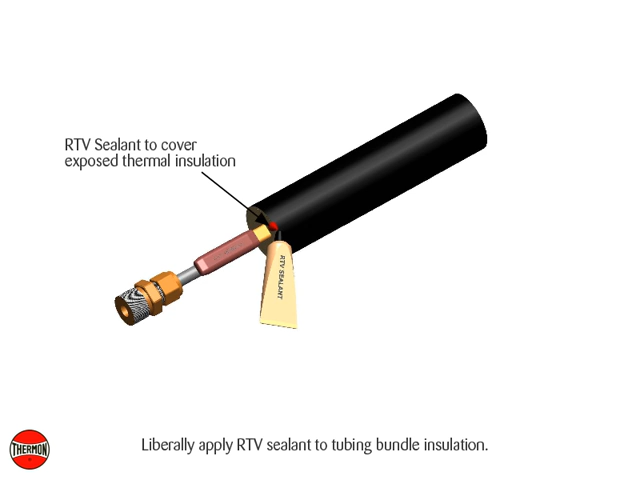 RTV Sealant to cover
exposed thermal insulation
RTV SEALANT
THERMON
Liberally apply RTV sealant to tubing bundle insulation.